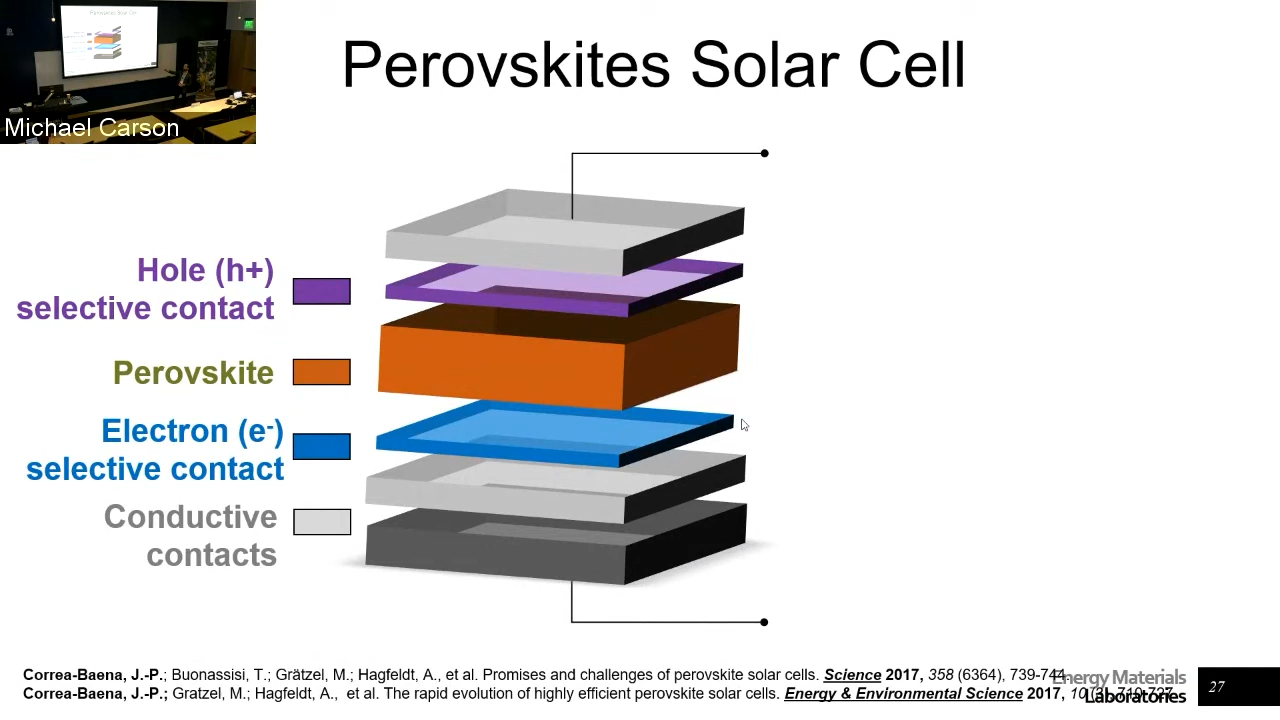 Perovskites Solar Cell
Michael Carson
Hole (h+)
selective contact
Perovskite
Electron (e-)
selective contact
Conductive
contacts
Correa-Baena, J.-P.; Buonassisi, T.; Grätzel, M.; Hagfeldt, A., et al. Promises and challenges of perovskite solar cells. Science 2017, 358 (6364), 739-744.
Correa-Baena, J.-P.; Gratzel, M.; Hagfeldt, A., et al. The rapid evolution of highly efficient perovskite solar cells. Energy & Environmental Science 2017, 10 (3), 710-727.
Energy Materials
Laboratories
27